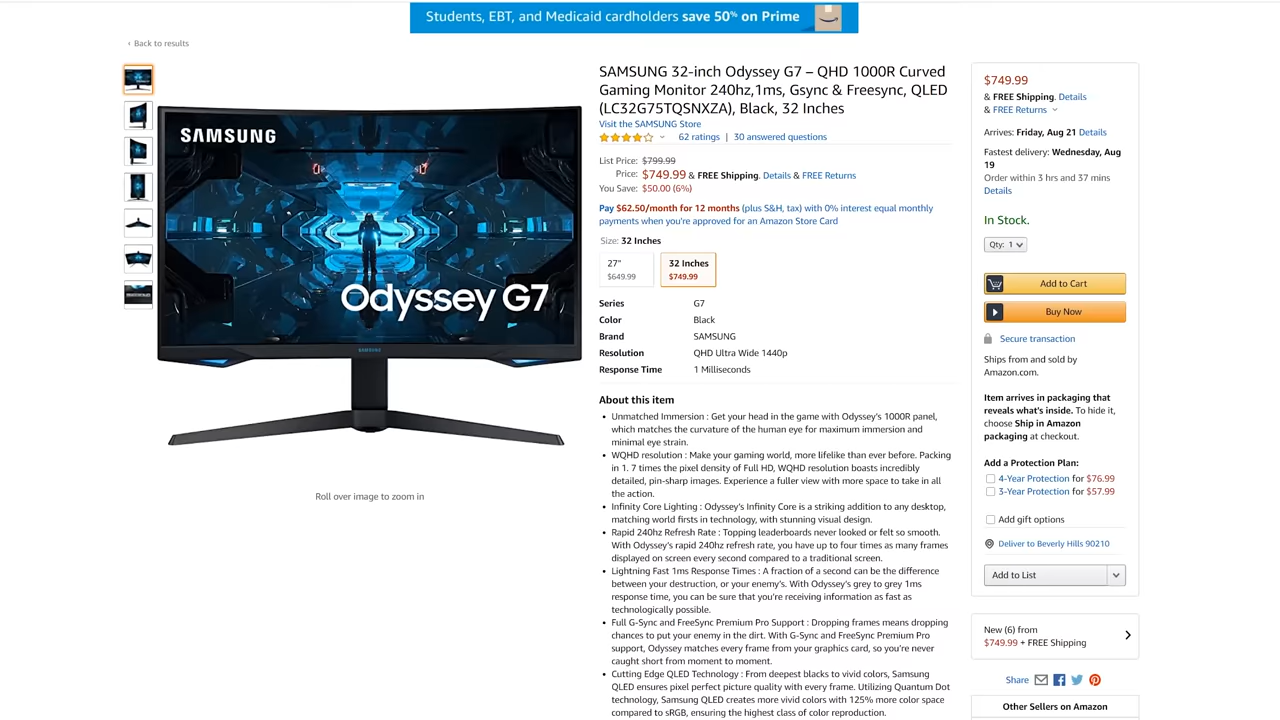 Students, EBT, and Medicaid cardholders save 50% on Prime
‹ Back to results
SAMSUNG
Odyssey G7
SAMSUNG
Roll over image to zoom in
SAMSUNG 32-inch Odyssey G7 – QHD 1000R Curved
Gaming Monitor 240hz,1ms, Gsync & Freesync, QLED
(LC32G75TQSNXZA), Black, 32 Inches
Visit the SAMSUNG Store
62 ratings | 30 answered questions
List Price: $799.99
Price: $749.99 & FREE Shipping. Details & FREE Returns
You Save: $50.00 (6%)
Pay $62.50/month for 12 months (plus S&H, tax) with 0% interest equal monthly
payments when you're approved for an Amazon Store Card
Size: 32 Inches
27" 32 Inches
$649.99 $749.99
Series G7
Color Black
Brand SAMSUNG
Resolution QHD Ultra Wide 1440p
Response Time 1 Milliseconds
About this item
• Unmatched Immersion : Get your head in the game with Odyssey's 1000R panel,
which matches the curvature of the human eye for maximum immersion and
minimal eye strain.
• WQHD resolution : Make your gaming world, more lifelike than ever before. Packing
in 1. 7 times the pixel density of Full HD, WQHD resolution boasts incredibly
detailed, pin-sharp images. Experience a fuller view with more space to take in all
the action.
• Infinity Core Lighting : Odyssey's Infinity Core is a striking addition to any desktop,
matching world firsts in technology, with stunning visual design.
• Rapid 240hz Refresh Rate : Topping leaderboards never looked or felt so smooth.
With Odyssey's rapid 240hz refresh rate, you have up to four times as many frames
displayed on screen every second compared to a traditional screen.
• Lightning Fast 1ms Response Times : A fraction of a second can be the difference
between your destruction, or your enemy's. With Odyssey's grey to grey 1ms
response time, you can be sure that you're receiving information as fast as
technologically possible.
• Full G-Sync and FreeSync Premium Pro Support : Dropping frames means dropping
chances to put your enemy in the dirt. With G-Sync and FreeSync Premium Pro
support, Odyssey matches every frame from your graphics card, so you're never
caught short from moment to moment.
• Cutting Edge QLED Technology : From deepest blacks to vivid colors, Samsung
QLED ensures pixel perfect picture quality with every frame. Utilizing Quantum Dot
technology, Samsung QLED creates more vivid colors with 125% more color space
compared to sRGB, ensuring the highest class of color reproduction.
$749.99
& FREE Shipping. Details
& FREE Returns
Arrives: Friday, Aug 21 Details
Fastest delivery: Wednesday, Aug
19
Order within 3 hrs and 37 mins
Details
In Stock.
Qty: 1
Add to Cart
Buy Now
Secure transaction
Ships from and sold by
Amazon.com.
Item arrives in packaging that
reveals what's inside. To hide it,
choose Ship in Amazon
packaging at checkout.
Add a Protection Plan:
4-Year Protection for $76.99
3-Year Protection for $57.99
Add gift options
Deliver to Beverly Hills 90210
Add to List
New (6) from
$749.99 + FREE Shipping
Share
Other Sellers on Amazon